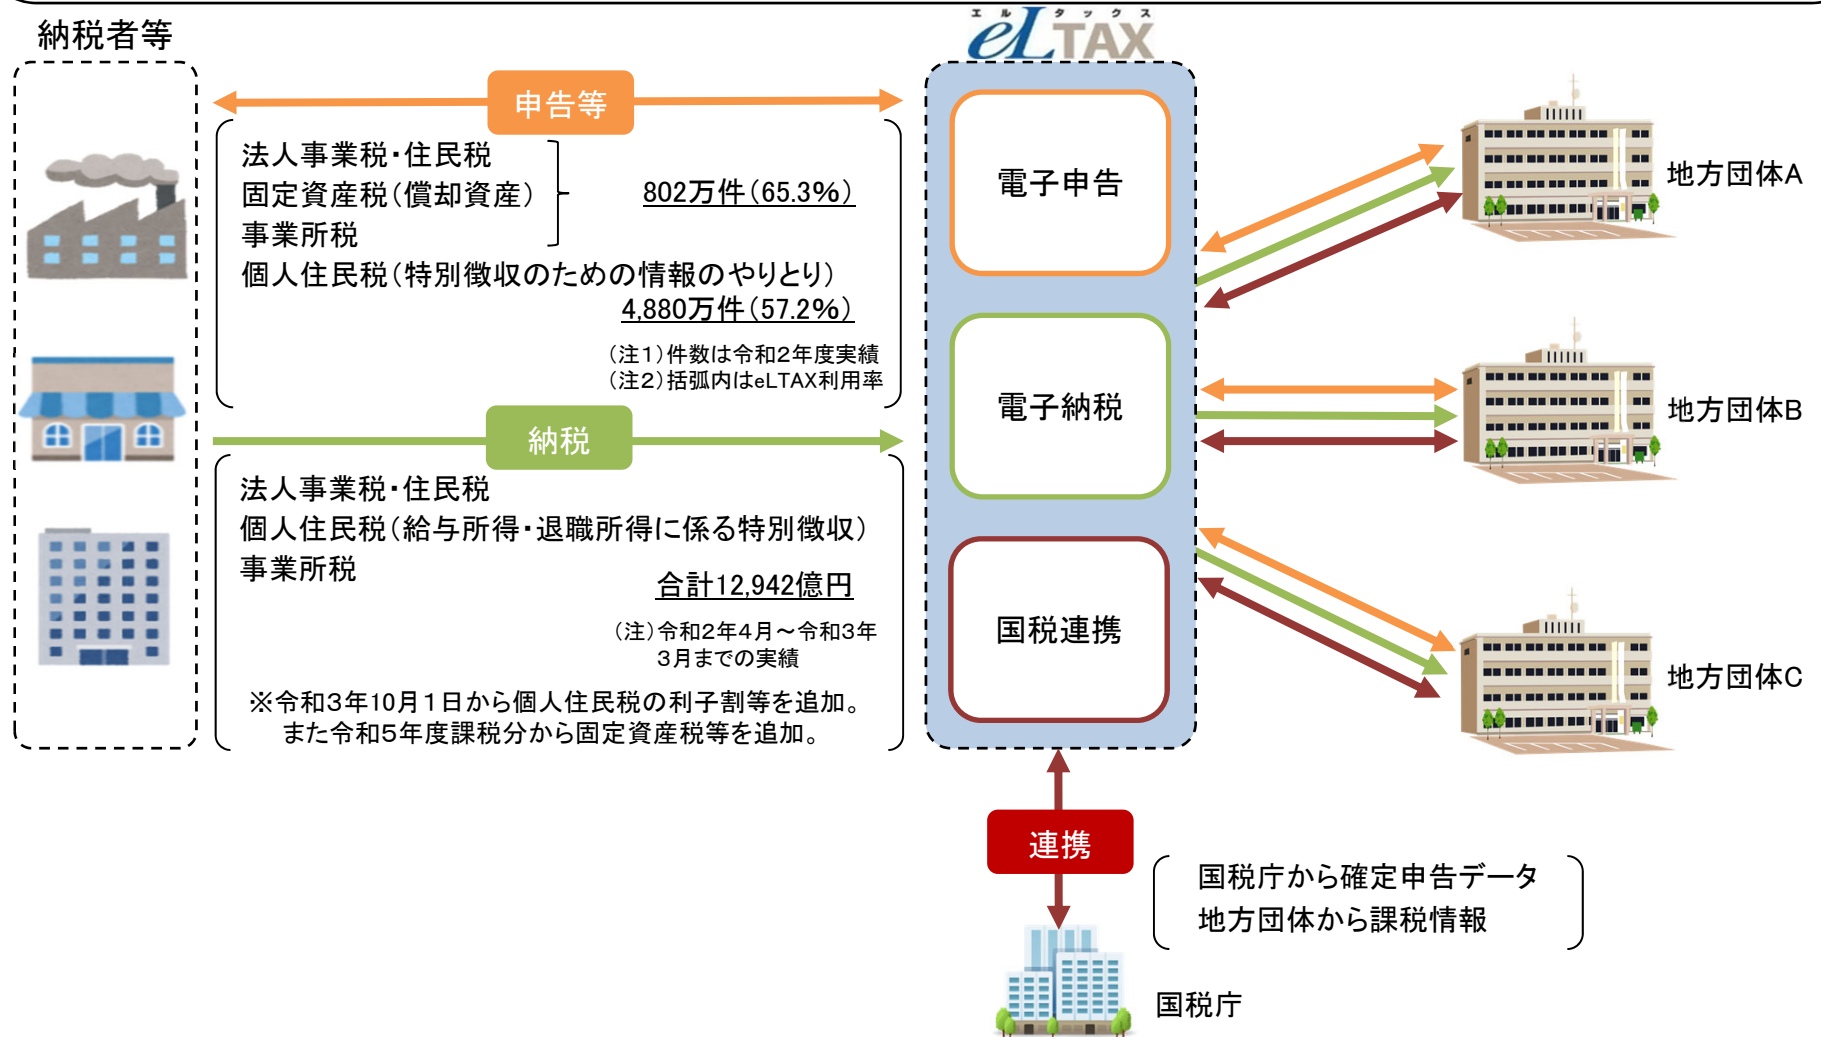 納税者等
エルタックス
eLTAX
申告等
法人事業税・住民税
固定資産税（償却資産）
事業所税
802万件（65.3％）
個人住民税（特別徴収のための情報のやりとり）
4,880万件（57.2％）
（注１）件数は令和２年度実績
（注２）括弧内はeLTAX利用率
納税
法人事業税・住民税
個人住民税（給与所得・退職所得に係る特別徴収）
事業所税
合計12,942億円
（注）令和２年４月～令和３年
３月までの実績
※令和３年10月１日から個人住民税の利子割等を追加。
また令和５年度課税分から固定資産税等を追加。
電子申告
電子納税
国税連携
地方団体A
地方団体B
地方団体C
連携
国税庁から確定申告データ
地方団体から課税情報
国税庁